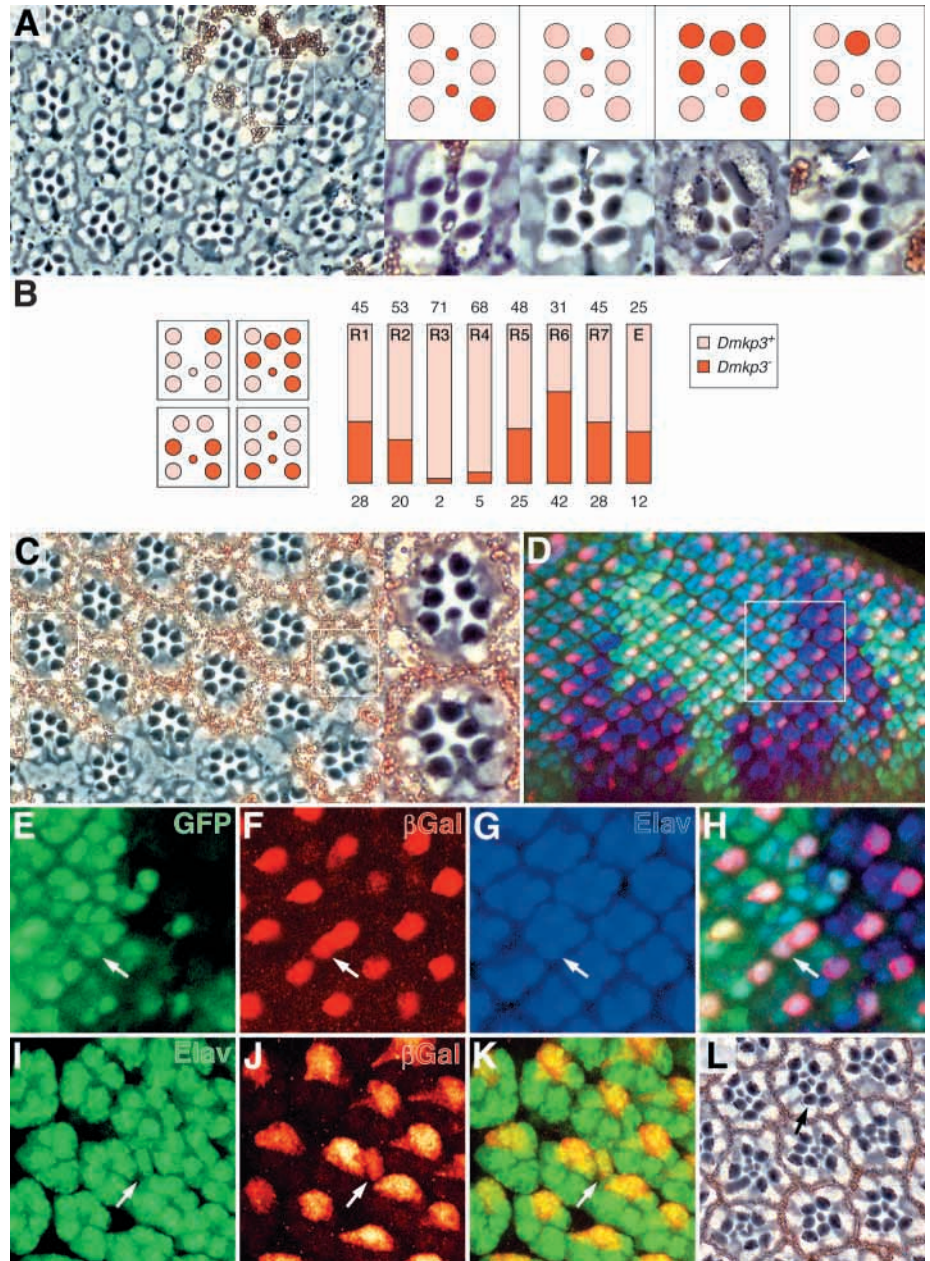 A
B
45 53 71 68 48 31 45 25
R1 R2 R3 R4 R5 R6 R7 E
28 20 2 5 25 42 28 12
Dmkp3+
Dmkp3-
C
D
E GFP
F βGal
G Elav
H
I Elav
J βGal
K
L